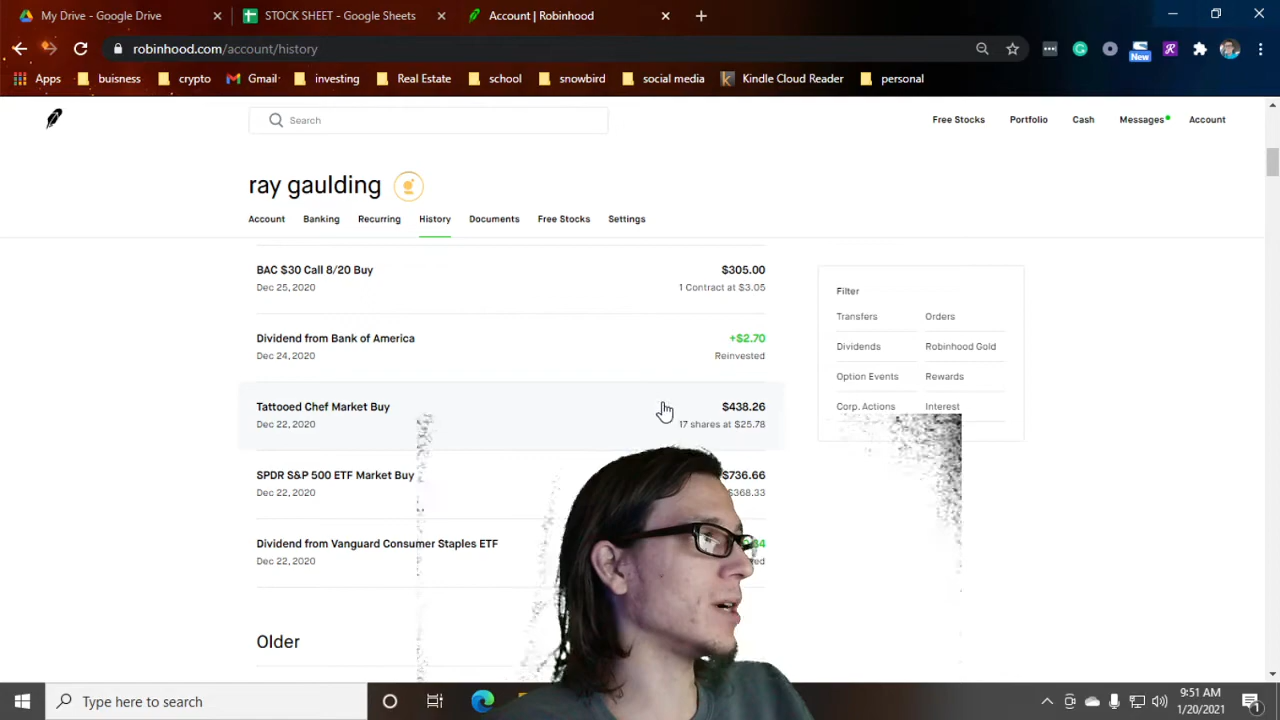 My Drive - Google Drive
STOCK SHEET - Google Sheets
Account | Robinhood
robinhood.com/account/history
New
Apps
buisness
crypto
Gmail
investing
Real Estate
school
snowbird
social media
Kindle Cloud Reader
personal
Search
Free Stocks
Portfolio
Cash
Messages
Account
ray gaulding
Account
Banking
Recurring
History
Documents
Free Stocks
Settings
BAC $30 Call 8/20 Buy
$305.00
Dec 25, 2020
1 Contract at $3.05
Dividend from Bank of America
+$2.70
Dec 24, 2020
Reinvested
Tattooed Chef Market Buy
$438.26
Dec 22, 2020
17 shares at $25.78
SPDR S&P 500 ETF Market Buy
$736.66
Dec 22, 2020
$368.33
Dividend from Vanguard Consumer Staples ETF
Dec 22, 2020
Older
Filter
Transfers
Orders
Dividends
Robinhood Gold
Option Events
Rewards
Corp. Actions
Interest
Type here to search
9:51 AM
1/20/2021